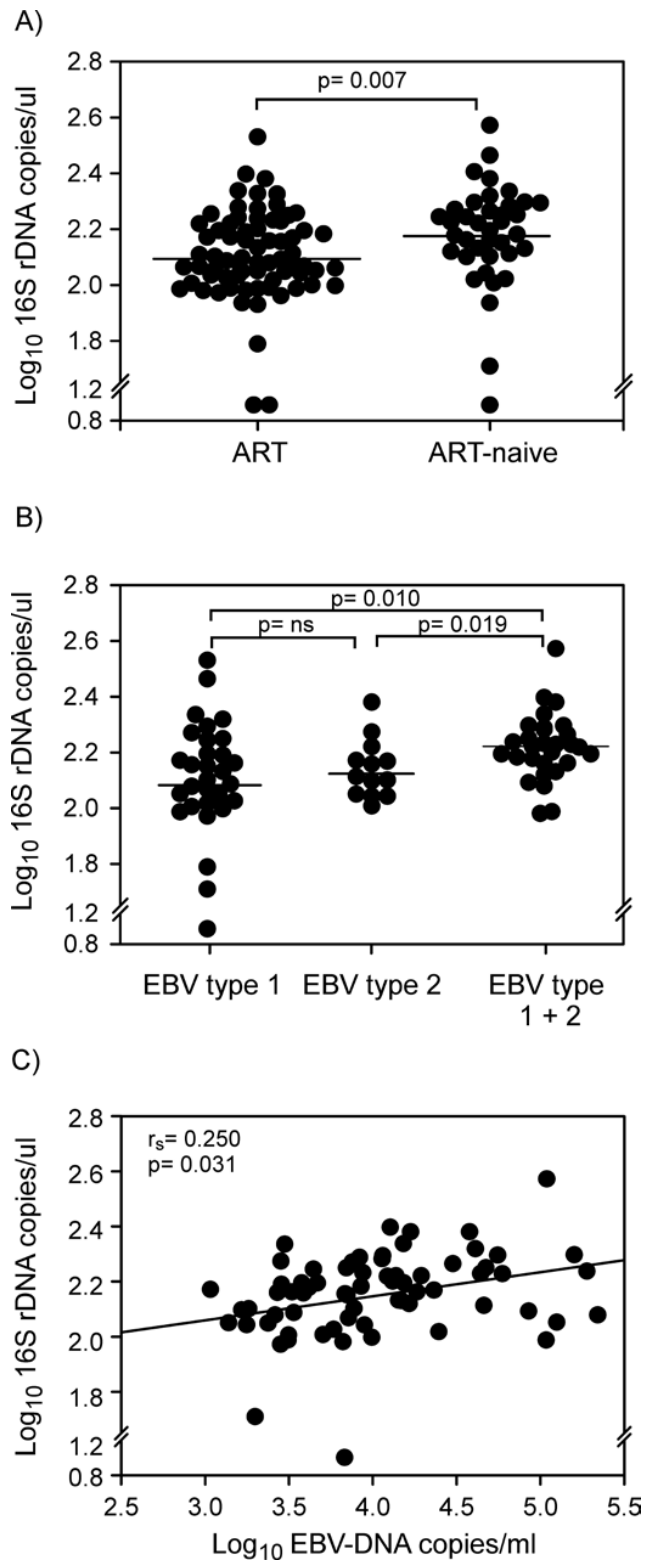 A)
Log₁₀ 16S rDNA copies/ul
2.8
2.6
2.4
2.2
2.0
1.8
1.2
0.8
p= 0.007
ART
ART-naive
B)
Log₁₀ 16S rDNA copies/ul
2.8
2.6
2.4
2.2
2.0
1.8
1.2
0.8
p= 0.010
p= ns
p= 0.019
EBV type 1
EBV type 2
EBV type
1 + 2
C)
Log₁₀ 16S rDNA copies/ul
2.8
2.6
2.4
2.2
2.0
1.8
1.2
0.8
rₛ= 0.250
p= 0.031
2.5 3.0 3.5 4.0 4.5 5.0 5.5
Log₁₀ EBV-DNA copies/ml